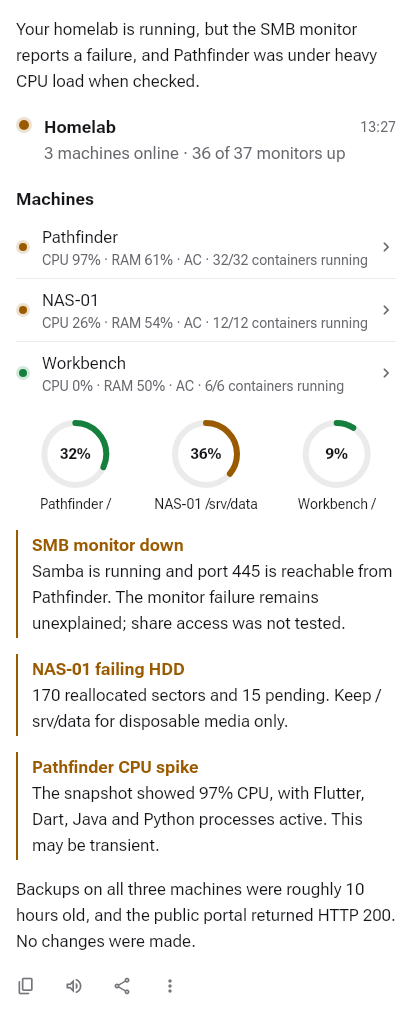 Your homelab is running, but the SMB monitor
reports a failure, and Pathfinder was under heavy
CPU load when checked.
Homelab 13:27
3 machines online · 36 of 37 monitors up
Machines
Pathfinder
CPU 97% · RAM 61% · AC · 32/32 containers running
NAS-01
CPU 26% · RAM 54% · AC · 12/12 containers running
Workbench
CPU 0% · RAM 50% · AC · 6/6 containers running
32% 36% 9%
Pathfinder / NAS-01 /srv/data Workbench /
SMB monitor down
Samba is running and port 445 is reachable from
Pathfinder. The monitor failure remains
unexplained; share access was not tested.
NAS-01 failing HDD
170 reallocated sectors and 15 pending. Keep /
srv/data for disposable media only.
Pathfinder CPU spike
The snapshot showed 97% CPU, with Flutter,
Dart, Java and Python processes active. This
may be transient.
Backups on all three machines were roughly 10
hours old, and the public portal returned HTTP 200.
No changes were made.